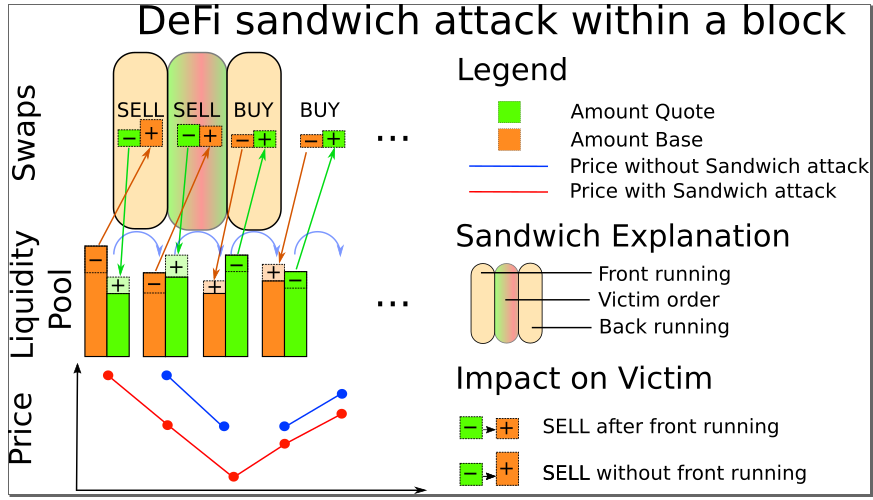 DeFi sandwich attack within a block
Swaps
SELL SELL BUY BUY
− + − + − + − +
...
Liquidity
Pool
− + − + + − + −
...
Price
Legend
Amount Quote
Amount Base
Price without Sandwich attack
Price with Sandwich attack
Sandwich Explanation
Front running
Victim order
Back running
Impact on Victim
− + SELL after front running
− + SELL without front running